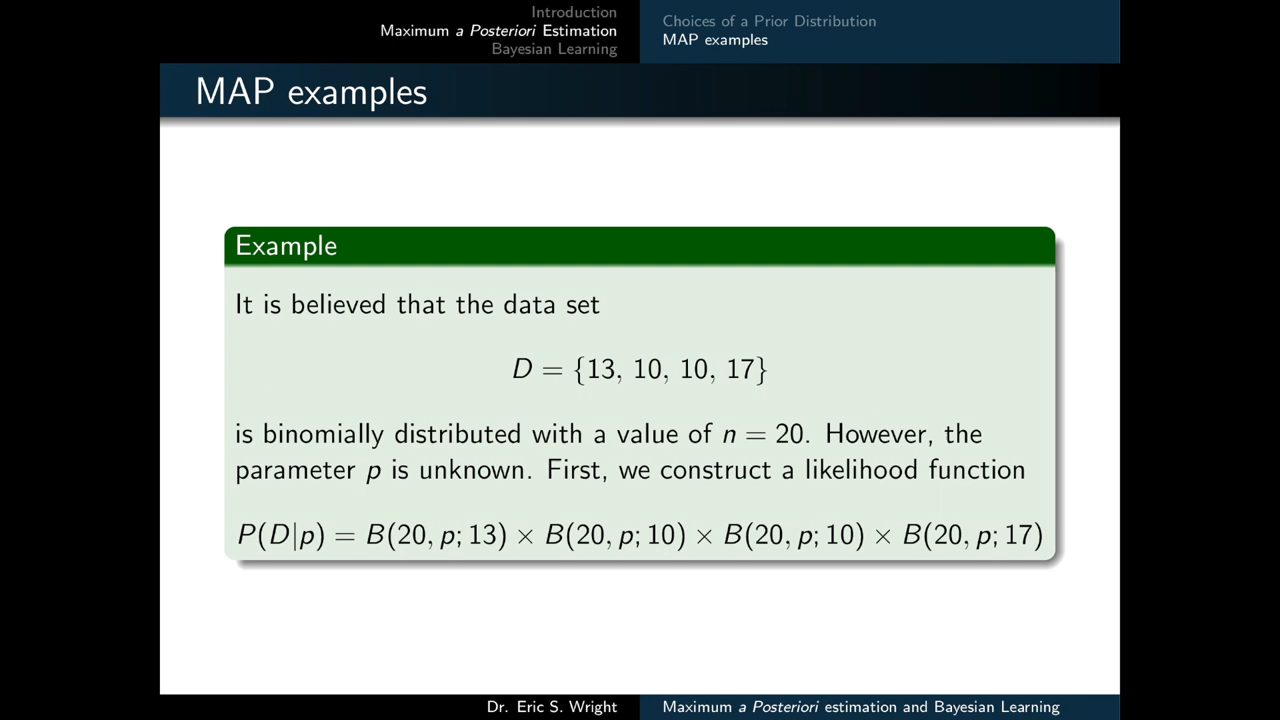 Introduction
Maximum a Posteriori Estimation
Bayesian Learning
Choices of a Prior Distribution
MAP examples
MAP examples
Example
It is believed that the data set
D = {13, 10, 10, 17}
is binomially distributed with a value of n = 20. However, the
parameter p is unknown. First, we construct a likelihood function
P(D|p) = B(20, p; 13) × B(20, p; 10) × B(20, p; 10) × B(20, p; 17)
Dr. Eric S. Wright
Maximum a Posteriori estimation and Bayesian Learning